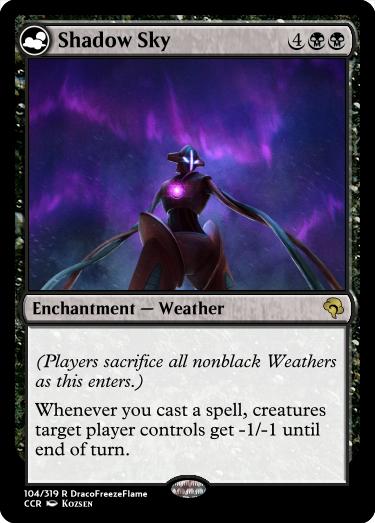 Shadow Sky 4
Enchantment — Weather
(Players sacrifice all nonblack Weathers
as this enters.)
Whenever you cast a spell, creatures
target player controls get -1/-1 until
end of turn.
104/319 R DracoFreezeFlame
CCR Kozsen